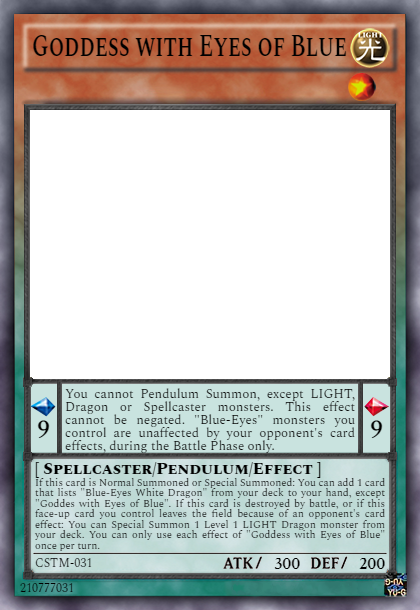 GODDESS WITH EYES OF BLUE
LIGHT
光
You cannot Pendulum Summon, except LIGHT,
Dragon or Spellcaster monsters. This effect
cannot be negated. "Blue-Eyes" monsters you
control are unaffected by your opponent's card
effects, during the Battle Phase only.
9
9
[ SPELLCASTER/PENDULUM/EFFECT ]
If this card is Normal Summoned or Special Summoned: You can add 1 card
that lists "Blue-Eyes White Dragon" from your deck to your hand, except
"Goddes with Eyes of Blue". If this card is destroyed by battle, or if this
face-up card you control leaves the field because of an opponent's card
effect: You can Special Summon 1 Level 1 LIGHT Dragon monster from
your deck. You can only use each effect of "Goddess with Eyes of Blue"
once per turn.
CSTM-031
ATK/ 300 DEF/ 200
210777031
YU-G